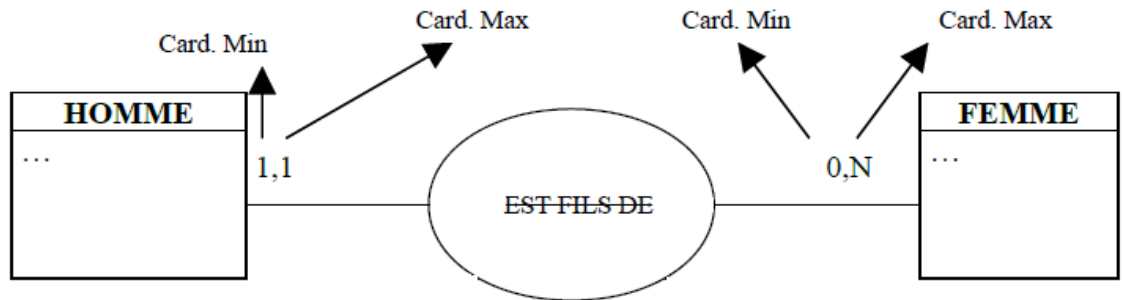 Card. Min
Card. Max
Card. Min
Card. Max
HOMME
...
1,1
EST FILS DE
0,N
FEMME
...